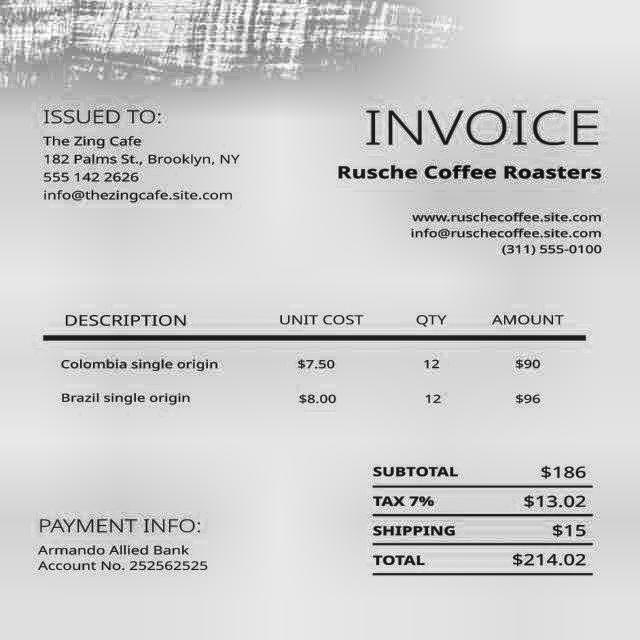 ISSUED TO:
The Zing Cafe
182 Palms St., Brooklyn, NY
555 142 2626
info@thezingcafe.site.com
INVOICE
Rusche Coffee Roasters
www.ruschecoffee.site.com
info@ruschecoffee.site.com
(311) 555-0100
DESCRIPTION UNIT COST QTY AMOUNT
Colombia single origin $7.50 12 $90
Brazil single origin $8.00 12 $96
SUBTOTAL $186
TAX 7% $13.02
SHIPPING $15
TOTAL $214.02
PAYMENT INFO:
Armando Allied Bank
Account No. 252562525